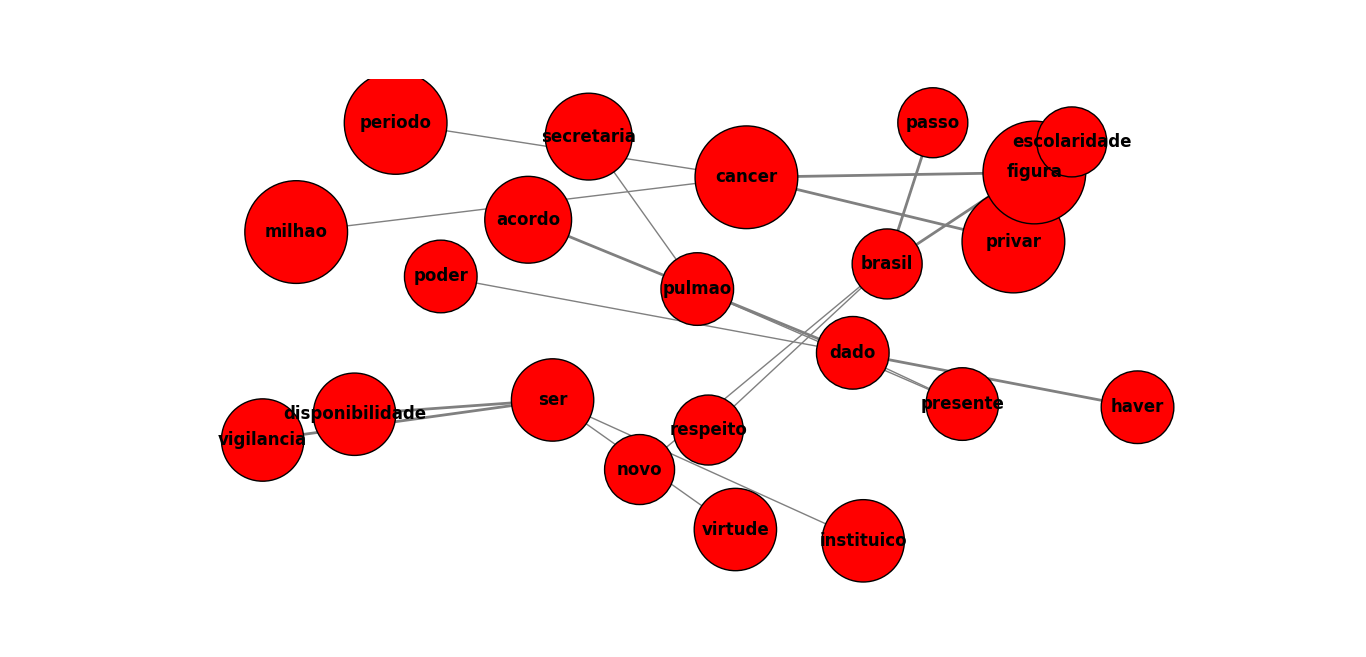 periodo
passo
secretaria
escolaridade
figura
cancer
acordo
milhao
privar
brasil
poder
pulmao
dado
ser
presente
haver
disponibilidade
respeito
vigilancia
novo
virtude
instituico